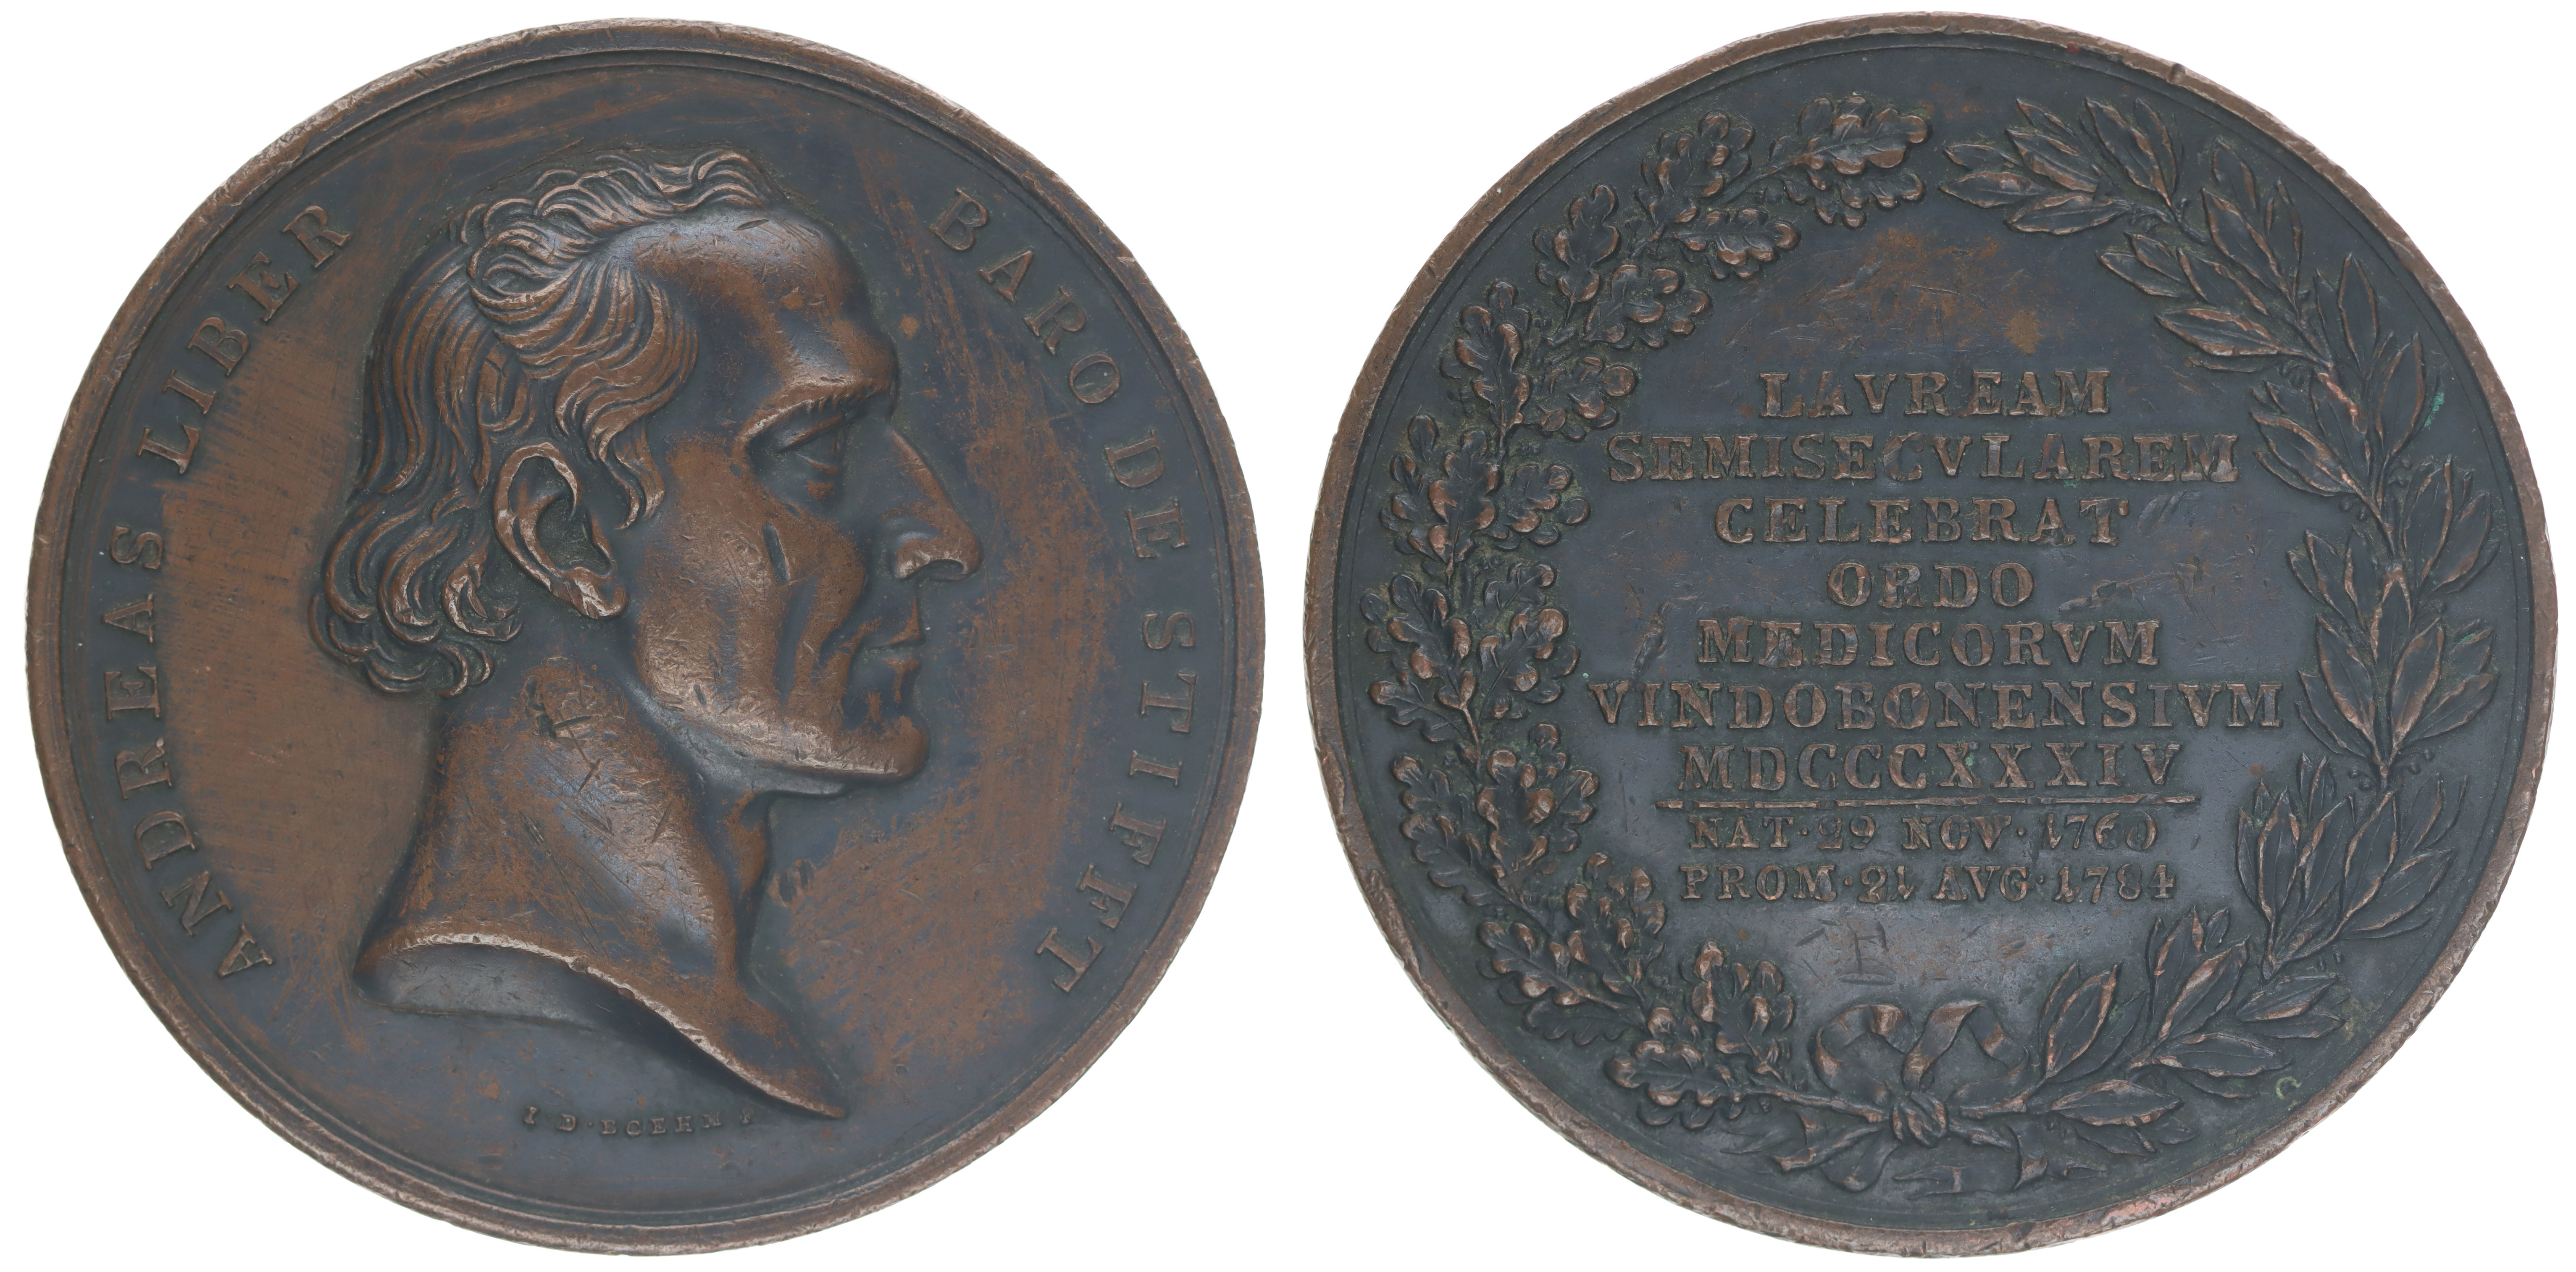 ANDREAS LIBER BARO DE STIFFT
I·D·BOEHM F
LAVREAM
SEMISECVLAREM
CELEBRAT
ORDO
MEDICORVM
VINDOBONENSIVM
MDCCCXXXIV
NAT·29 NOV·1760
PROM·21 AVG·1784